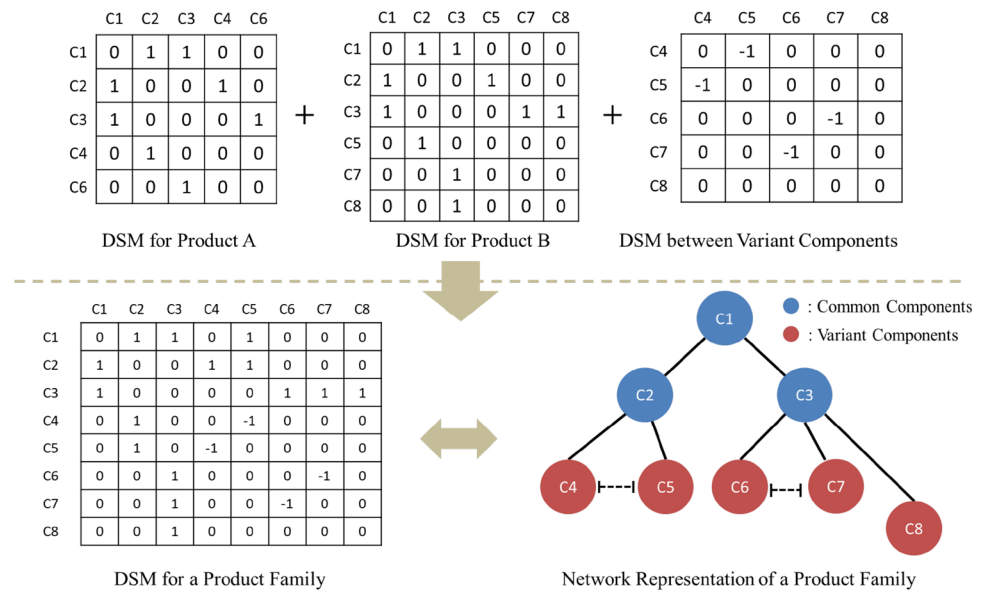 C1 C2 C3 C4 C6
C1 0 1 1 0 0
C2 1 0 0 1 0
C3 1 0 0 0 1
C4 0 1 0 0 0
C6 0 0 1 0 0
DSM for Product A
+
C1 C2 C3 C5 C7 C8
C1 0 1 1 0 0 0
C2 1 0 0 1 0 0
C3 1 0 0 0 1 1
C5 0 1 0 0 0 0
C7 0 0 1 0 0 0
C8 0 0 1 0 0 0
DSM for Product B
+
C4 C5 C6 C7 C8
C4 0 -1 0 0 0
C5 -1 0 0 0 0
C6 0 0 0 -1 0
C7 0 0 -1 0 0
C8 0 0 0 0 0
DSM between Variant Components
C1 C2 C3 C4 C5 C6 C7 C8
C1 0 1 1 0 1 0 0 0
C2 1 0 0 1 1 0 0 0
C3 1 0 0 0 0 1 1 1
C4 0 1 0 0 -1 0 0 0
C5 0 1 0 -1 0 0 0 0
C6 0 0 1 0 0 0 -1 0
C7 0 0 1 0 0 -1 0 0
C8 0 0 1 0 0 0 0 0
DSM for a Product Family
: Common Components
: Variant Components
C1
C2 C3
C4 C5 C6 C7
C8
Network Representation of a Product Family